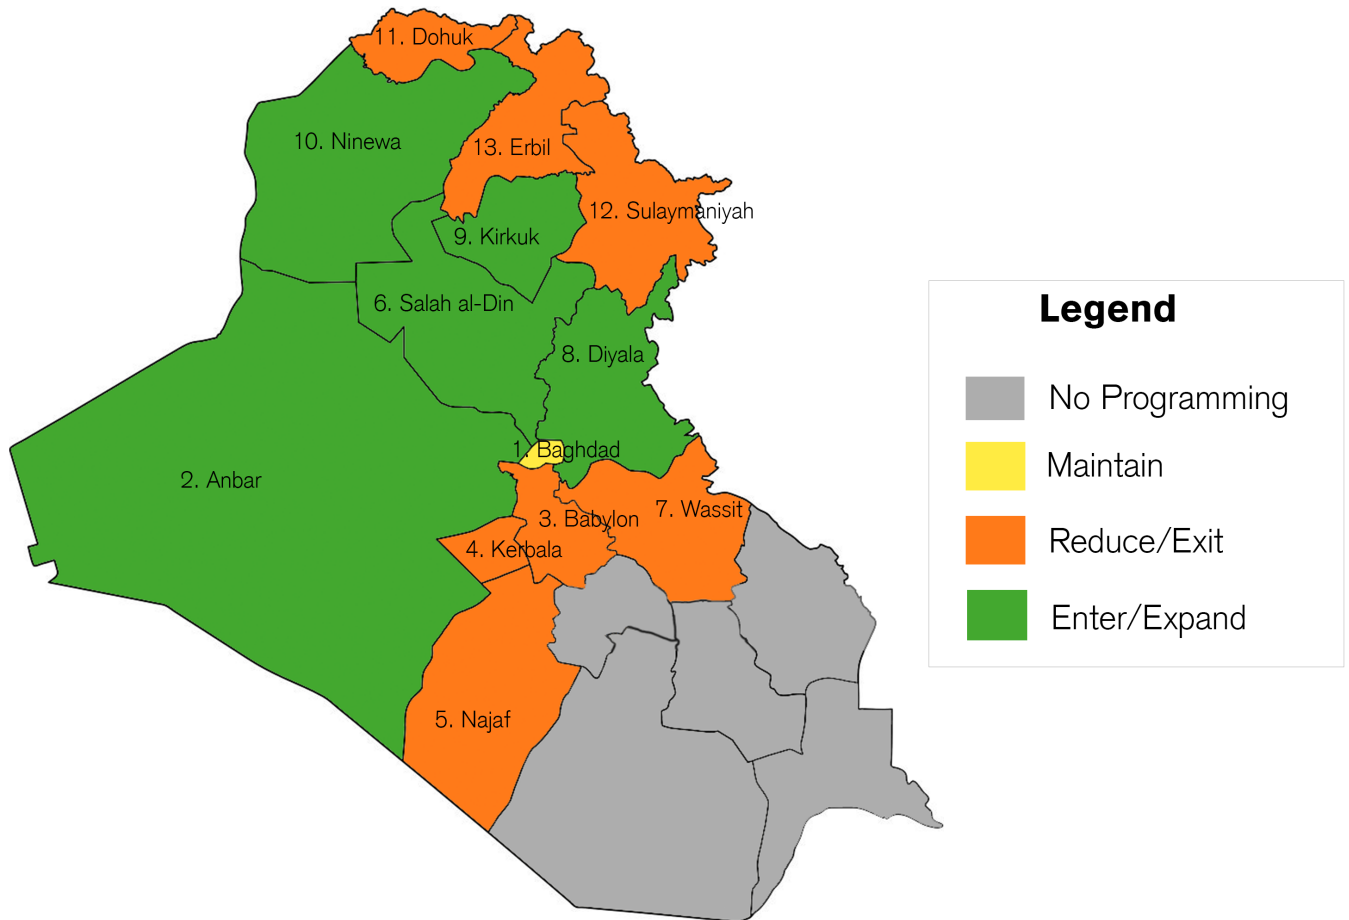 11. Dohuk
10. Ninewa
13. Erbil
12. Sulaymaniyah
9. Kirkuk
6. Salah al-Din
8. Diyala
1. Baghdad
2. Anbar
7. Wassit
3. Babylon
4. Kerbala
5. Najaf
Legend
No Programming
Maintain
Reduce/Exit
Enter/Expand